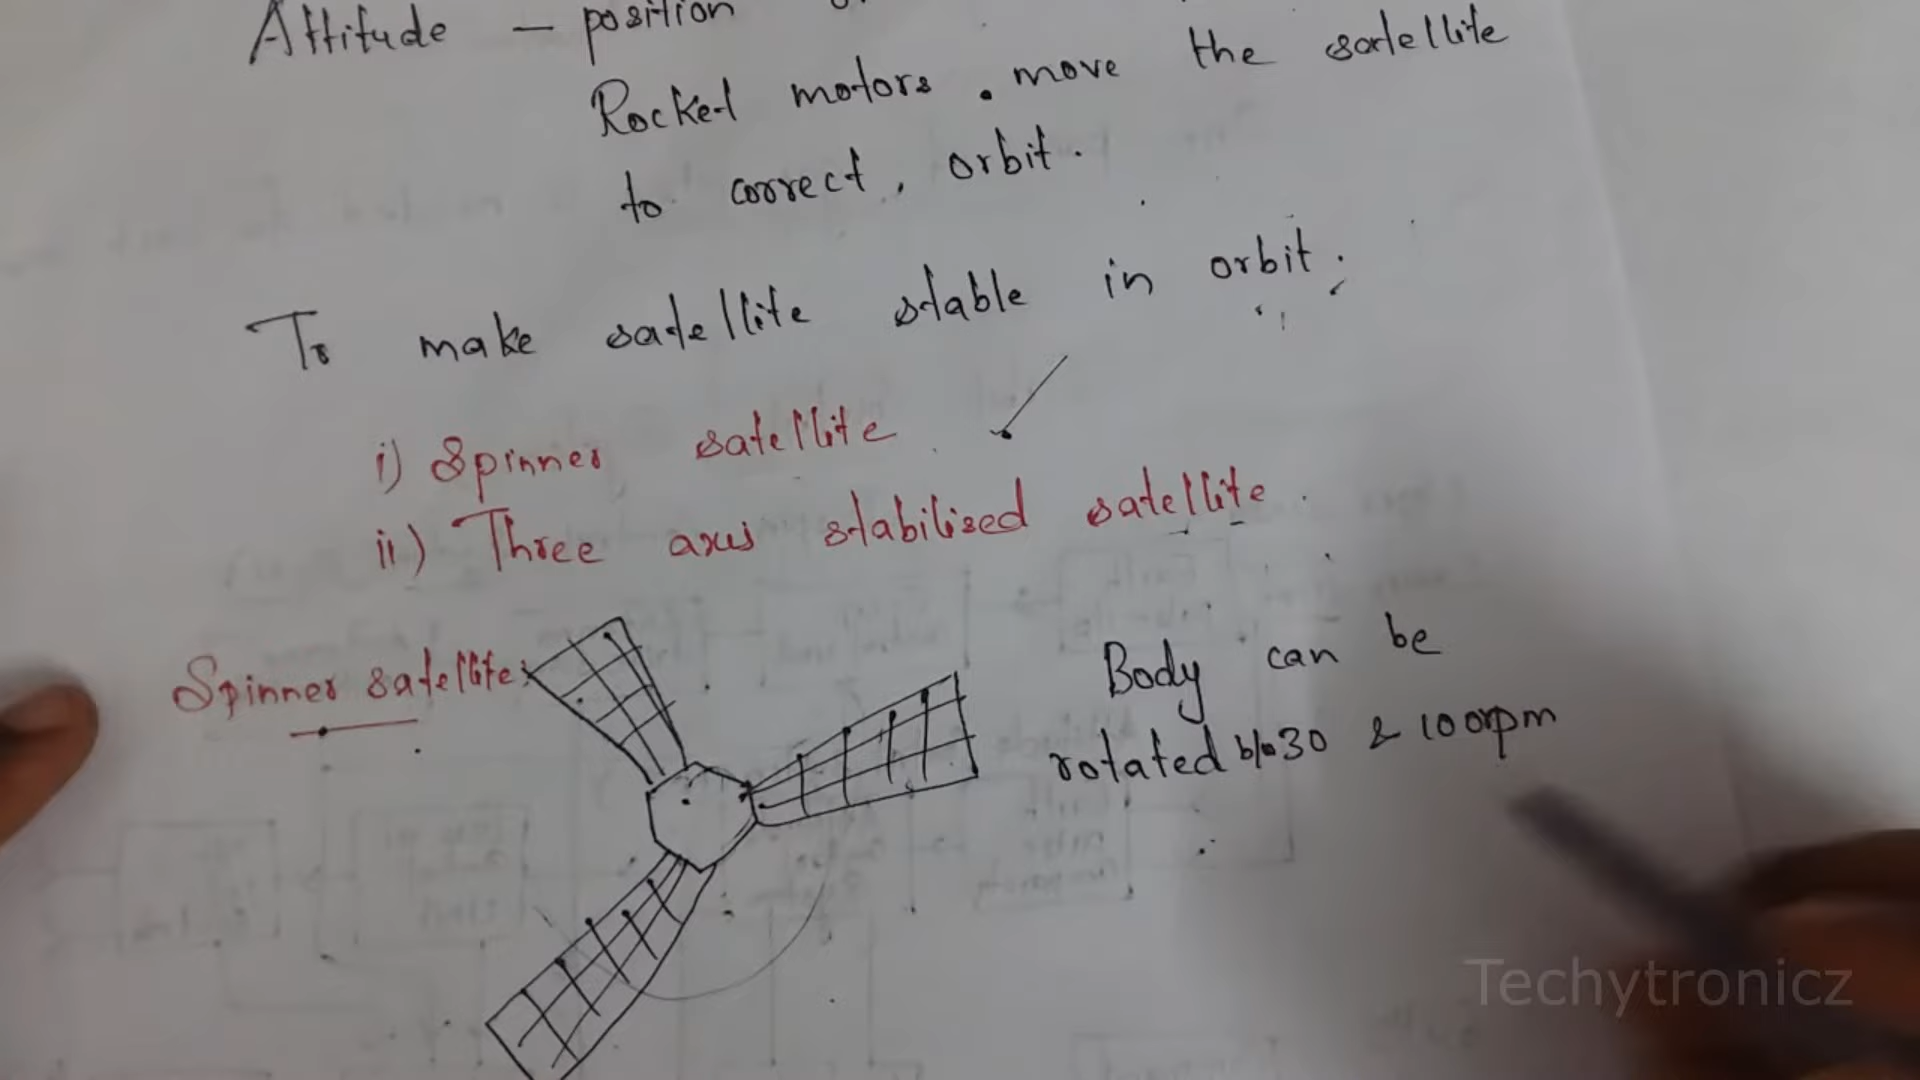 Attitude - position
Rocket motors . move the satellite
to correct, orbit.
To make satellite stable in orbit.
i) Spinner satellite
ii) Three axis stabilised satellite.
Spinner satellite:
Body can be
rotated b/w 30 & 100rpm
Techytronicz